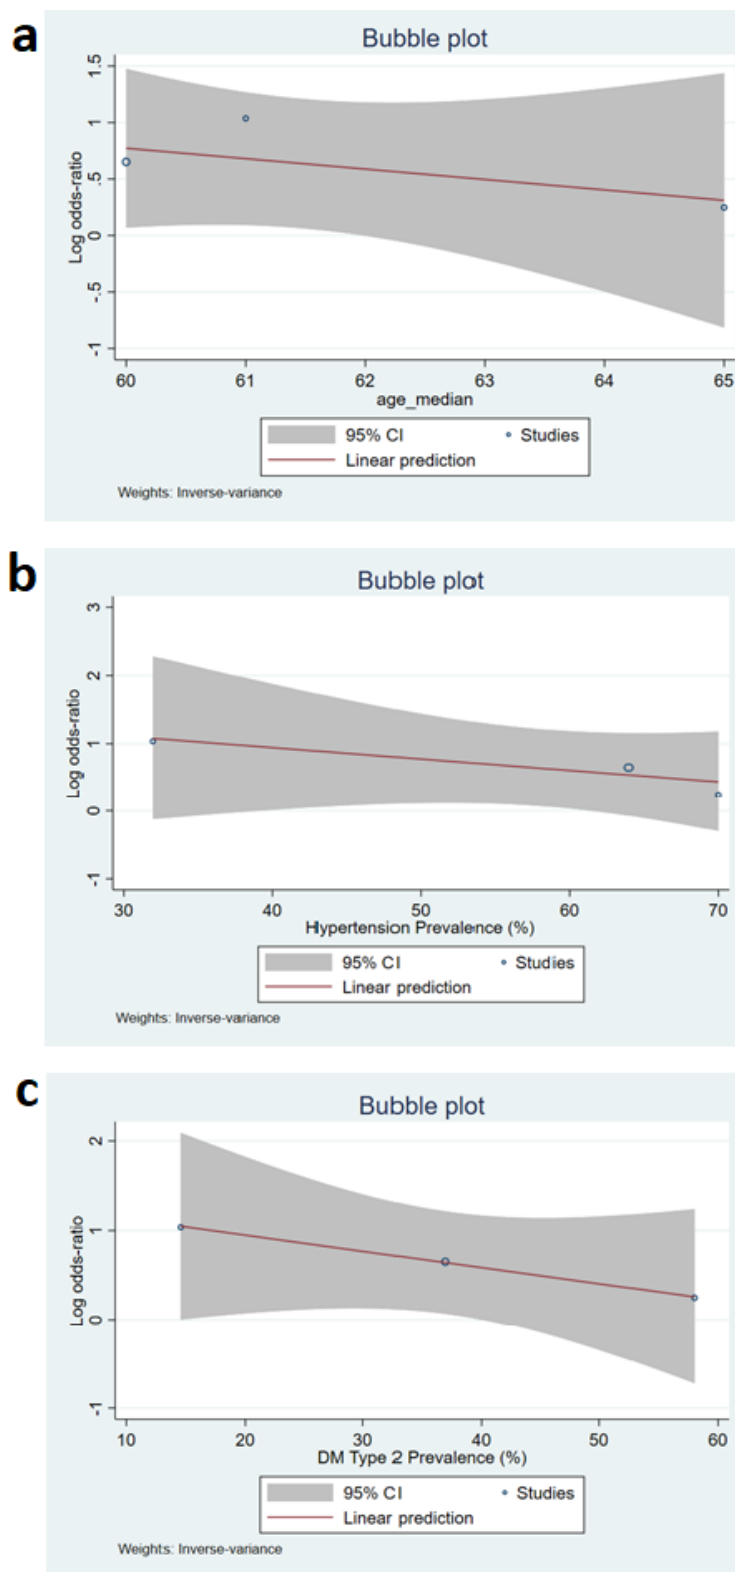 a
Bubble plot
1.5
1
.5
0
-.5
-1
Log odds-ratio
60 61 62 63 64 65
age_median
95% CI Studies
Linear prediction
Weights: Inverse-variance
b
Bubble plot
3
2
1
0
-1
Log odds-ratio
30 40 50 60 70
Hypertension Prevalence (%)
95% CI Studies
Linear prediction
Weights: Inverse-variance
c
Bubble plot
2
1
0
-1
Log odds-ratio
10 20 30 40 50 60
DM Type 2 Prevalence (%)
95% CI Studies
Linear prediction
Weights: Inverse-variance